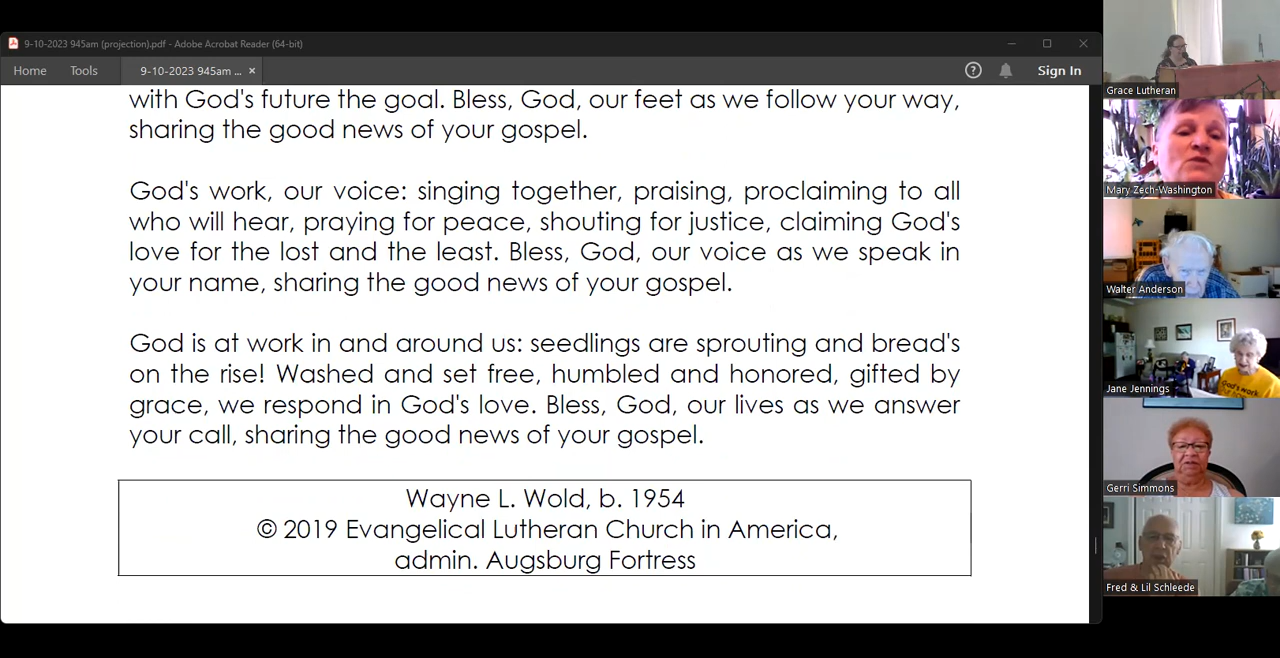 9-10-2023 945am (projection).pdf - Adobe Acrobat Reader (64-bit)
Home Tools 9-10-2023 945am ... × Sign In
with God's future the goal. Bless, God, our feet as we follow your way,
sharing the good news of your gospel.
God's work, our voice: singing together, praising, proclaiming to all
who will hear, praying for peace, shouting for justice, claiming God's
love for the lost and the least. Bless, God, our voice as we speak in
your name, sharing the good news of your gospel.
God is at work in and around us: seedlings are sprouting and bread's
on the rise! Washed and set free, humbled and honored, gifted by
grace, we respond in God's love. Bless, God, our lives as we answer
your call, sharing the good news of your gospel.
Wayne L. Wold, b. 1954
© 2019 Evangelical Lutheran Church in America,
admin. Augsburg Fortress
Grace Lutheran
Mary Zech-Washington
Walter Anderson
God's work
Jane Jennings
Gerri Simmons
Fred & Lil Schleede